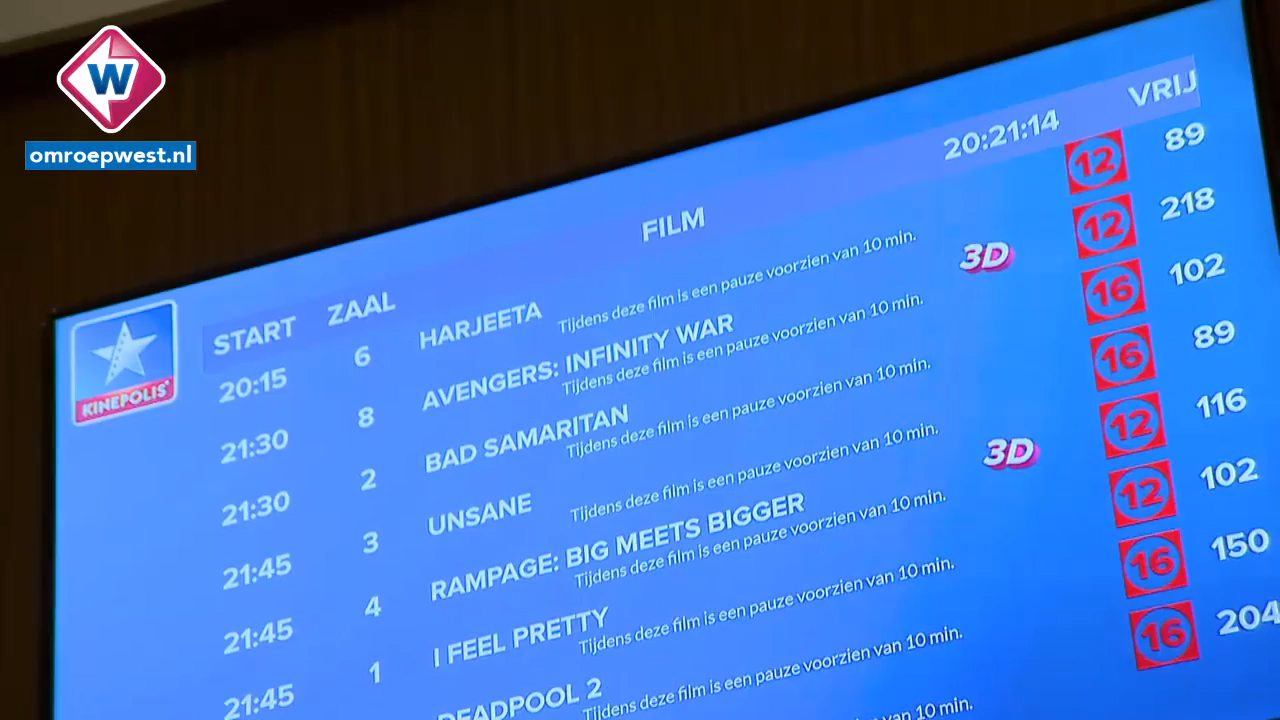 W
omroepwest.nl
KINEPOLIS
START ZAAL FILM 20:21:14 VRIJ
20:15 6 HARJEETA Tijdens deze film is een pauze voorzien van 10 min. 12 89
21:30 8 AVENGERS: INFINITY WAR Tijdens deze film is een pauze voorzien van 10 min. 3D 12 218
21:30 2 BAD SAMARITAN Tijdens deze film is een pauze voorzien van 10 min. 16 102
21:45 3 UNSANE Tijdens deze film is een pauze voorzien van 10 min. 16 89
21:45 4 RAMPAGE: BIG MEETS BIGGER Tijdens deze film is een pauze voorzien van 10 min. 3D 12 116
21:45 1 I FEEL PRETTY Tijdens deze film is een pauze voorzien van 10 min. 12 102
DEADPOOL 2 Tijdens deze film is een pauze voorzien van 10 min. 16 150
van 10 min. 16 204